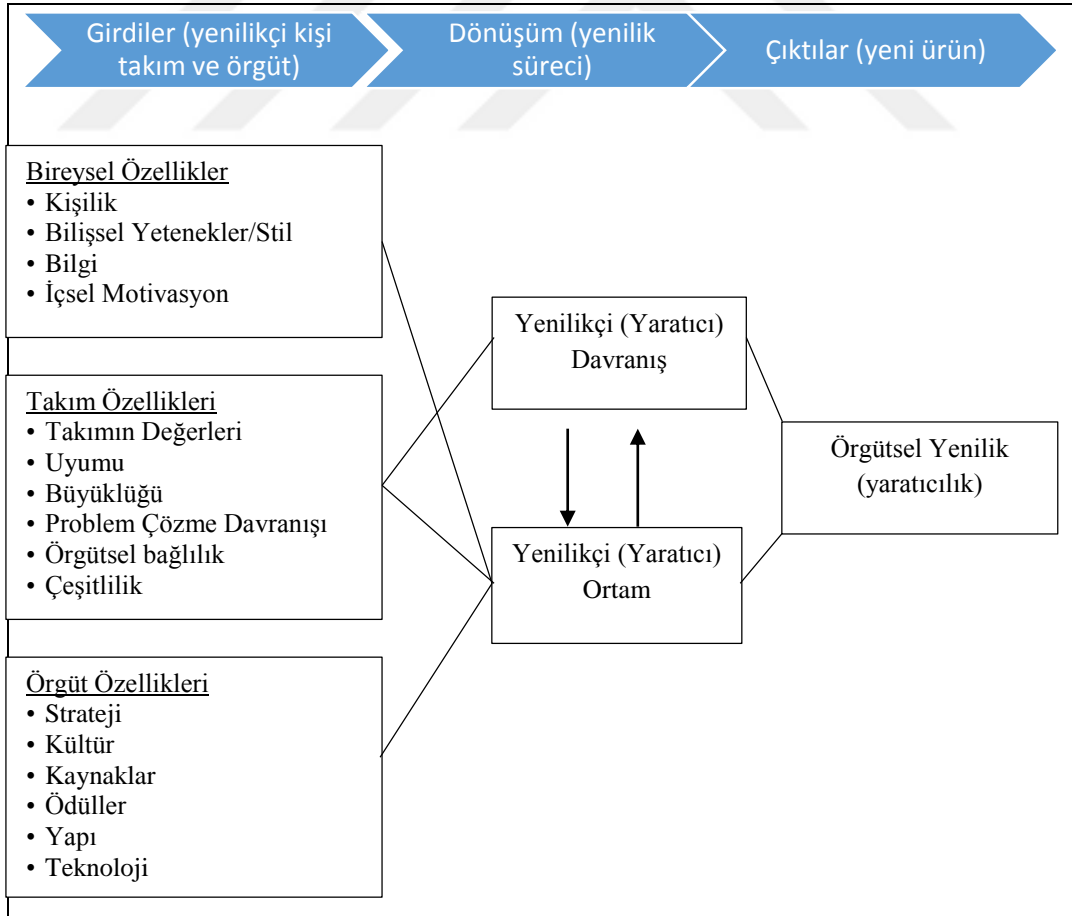 Girdiler (yenilikçi kişi
takım ve örgüt)
Dönüşüm (yenilik
süreci)
Çıktılar (yeni ürün)
Bireysel Özellikler
• Kişilik
• Bilişsel Yetenekler/Stil
• Bilgi
• İçsel Motivasyon
Takım Özellikleri
• Takımın Değerleri
• Uyumu
• Büyüklüğü
• Problem Çözme Davranışı
• Örgütsel bağlılık
• Çeşitlilik
Örgüt Özellikleri
• Strateji
• Kültür
• Kaynaklar
• Ödüller
• Yapı
• Teknoloji
Yenilikçi (Yaratıcı)
Davranış
Yenilikçi (Yaratıcı)
Ortam
Örgütsel Yenilik
(yaratıcılık)